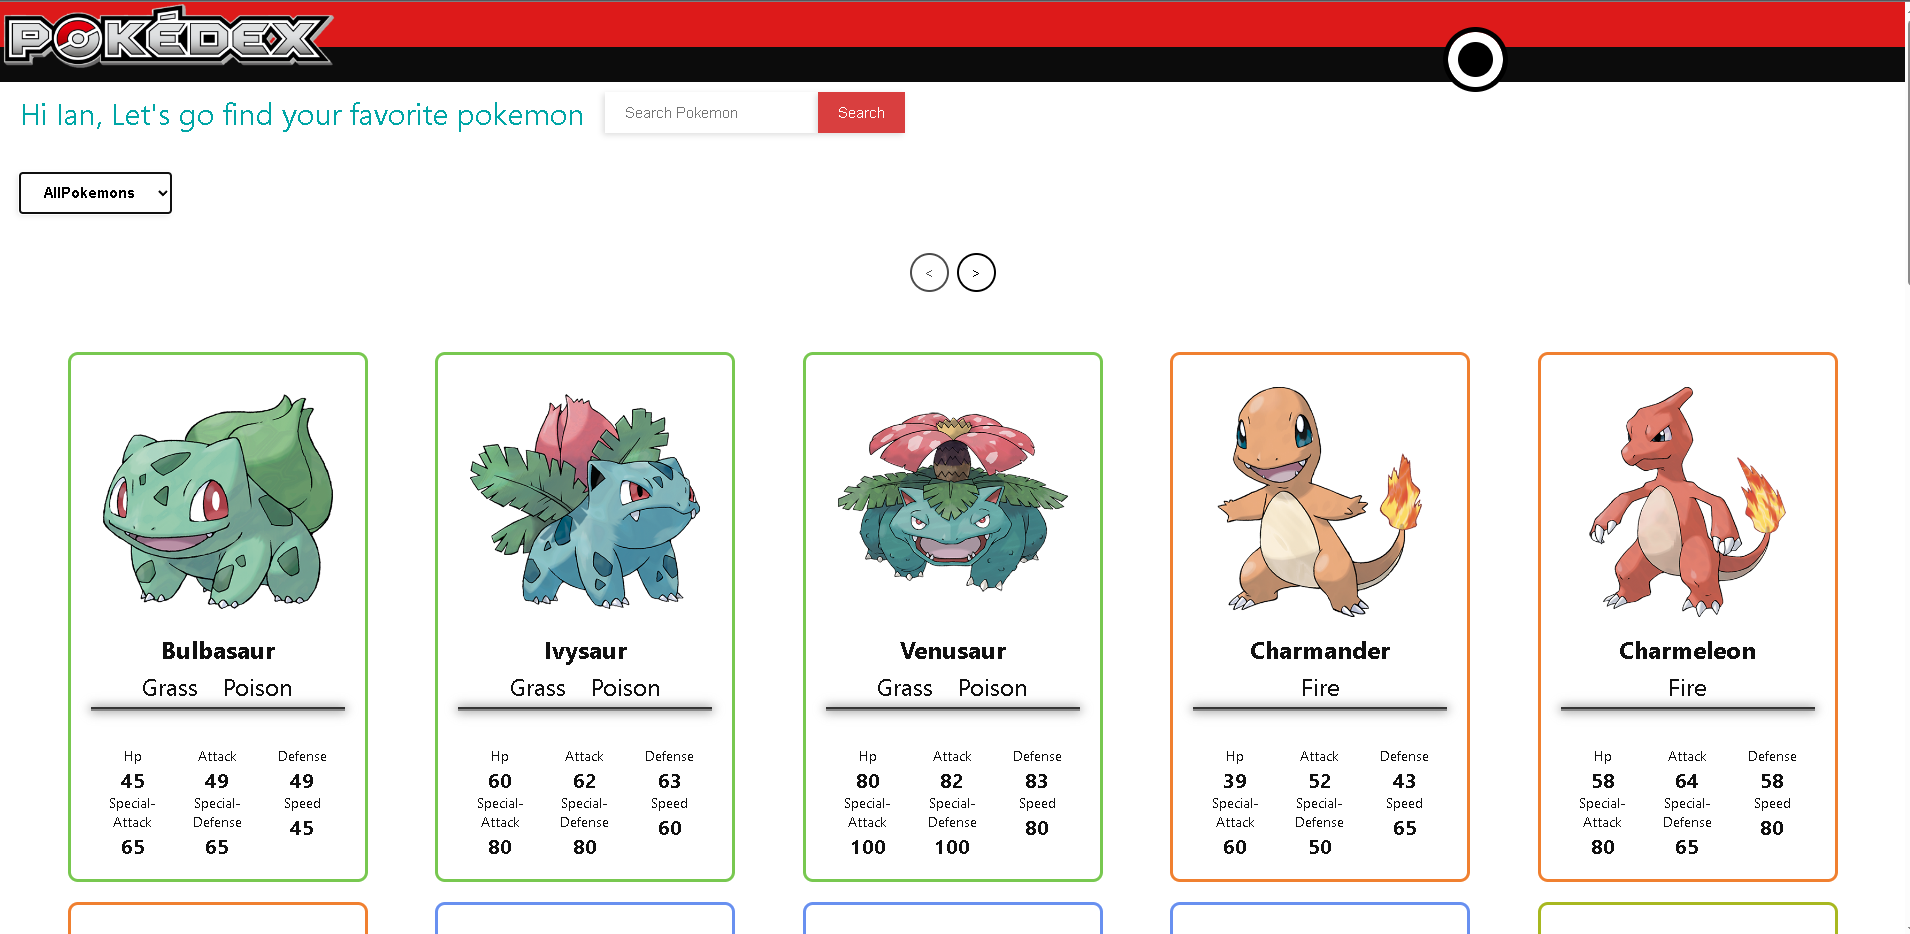 POKÉDEX
Hi Ian, Let's go find your favorite pokemon
Search Pokemon
Search
AllPokemons
< >
Bulbasaur
Grass Poison
Hp Attack Defense
45 49 49
Special-Attack Special-Defense Speed
65 65 45
Ivysaur
Grass Poison
Hp Attack Defense
60 62 63
Special-Attack Special-Defense Speed
80 80 60
Venusaur
Grass Poison
Hp Attack Defense
80 82 83
Special-Attack Special-Defense Speed
100 100 80
Charmander
Fire
Hp Attack Defense
39 52 43
Special-Attack Special-Defense Speed
60 50 65
Charmeleon
Fire
Hp Attack Defense
58 64 58
Special-Attack Special-Defense Speed
80 65 80